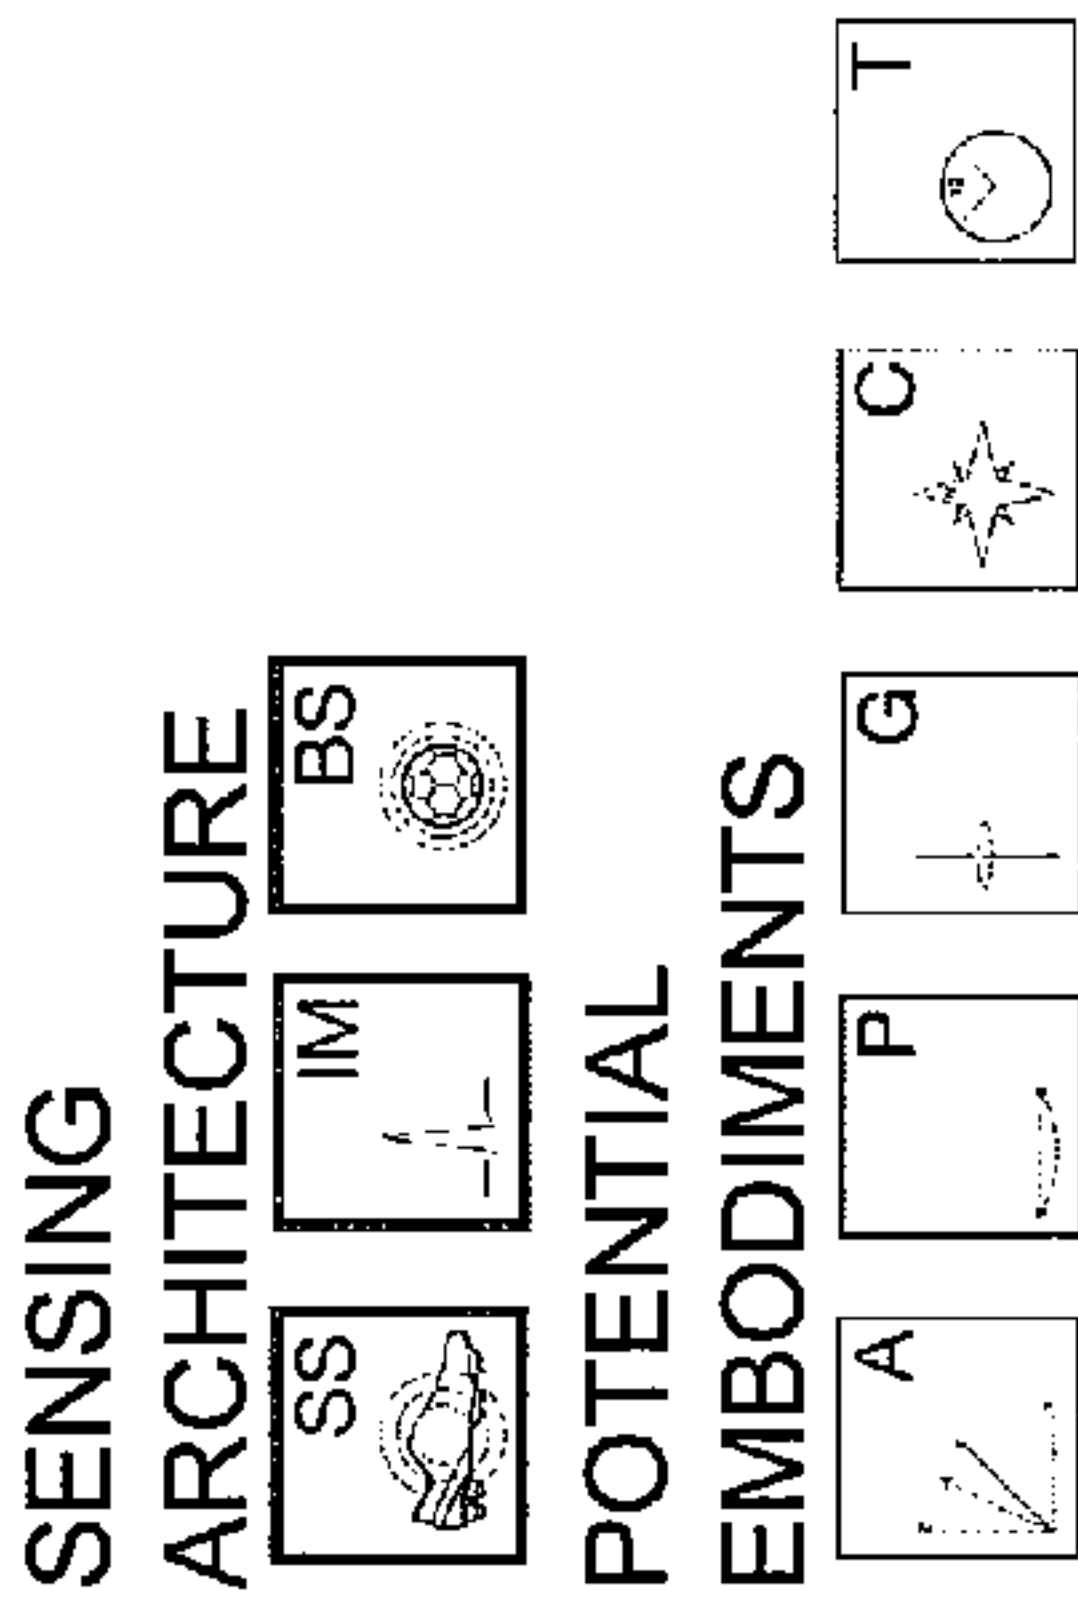 SENSING
ARCHITECTURE
SS IM BS
POTENTIAL
EMBODIMENTS
A P G C T